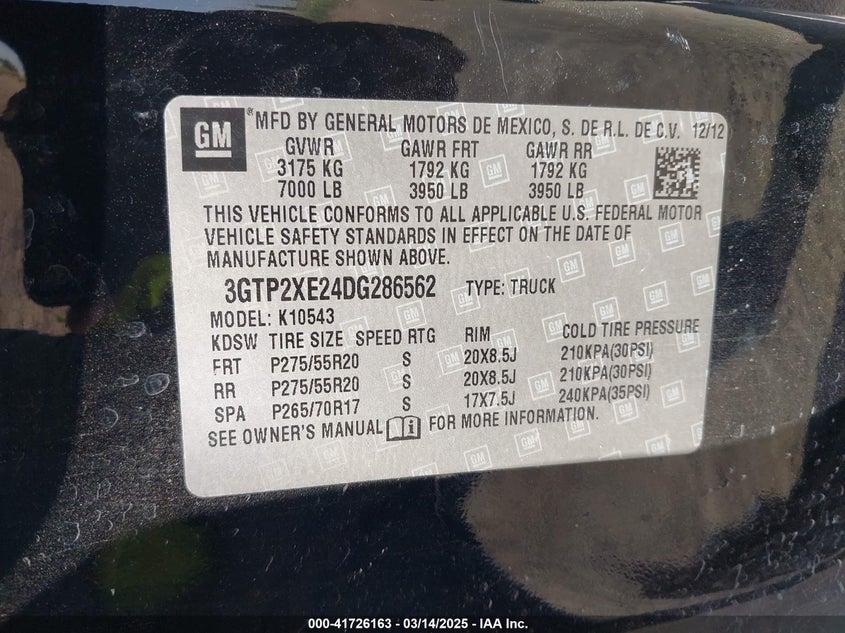 GM ® MFD BY GENERAL MOTORS DE MEXICO, S. DE R.L. DE C.V. 12/12
GVWR GAWR FRT GAWR RR
3175 KG 1792 KG 1792 KG
7000 LB 3950 LB 3950 LB
THIS VEHICLE CONFORMS TO ALL APPLICABLE U.S. FEDERAL MOTOR
VEHICLE SAFETY STANDARDS IN EFFECT ON THE DATE OF
MANUFACTURE SHOWN ABOVE.
3GTP2XE24DG286562 TYPE: TRUCK
MODEL: K10543
KDSW TIRE SIZE SPEED RTG RIM COLD TIRE PRESSURE
FRT P275/55R20 S 20X8.5J 210KPA(30PSI)
RR P275/55R20 S 20X8.5J 210KPA(30PSI)
SPA P265/70R17 S 17X7.5J 240KPA(35PSI)
SEE OWNER'S MANUAL FOR MORE INFORMATION.
000-41726163 - 03/14/2025 - IAA Inc.